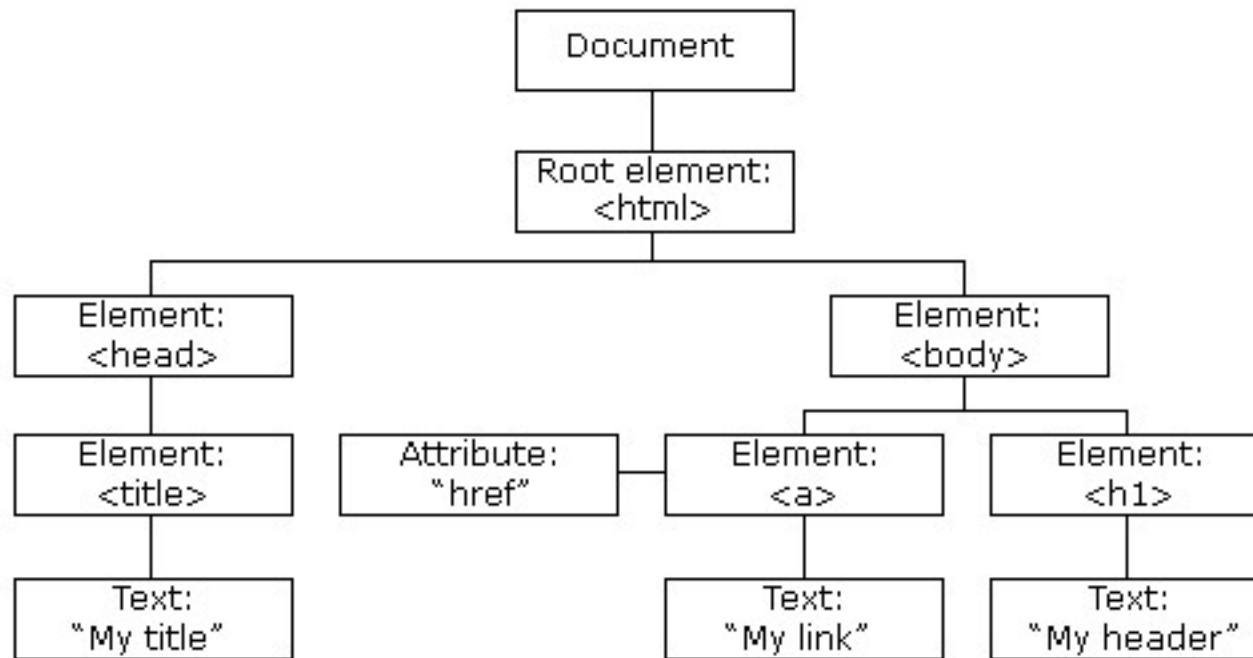 Document
Root element:
<html>
Element:
<head>
Element:
<body>
Element:
<title>
Attribute:
“href”
Element:
<a>
Element:
<h1>
Text:
“My title”
Text:
“My link”
Text:
“My header”